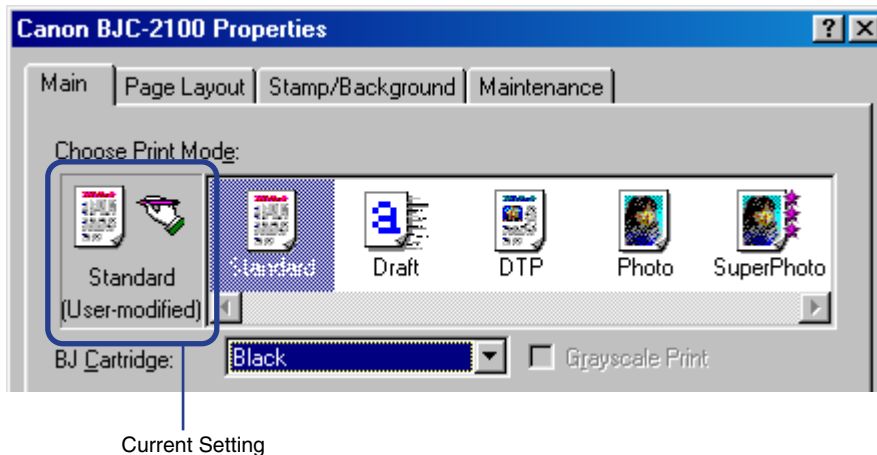 Canon BJC-2100 Properties
Main Page Layout Stamp/Background Maintenance
Choose Print Mode:
Standard Draft DTP Photo SuperPhoto
Standard
(User-modified)
BJ Cartridge: Black Grayscale Print
Current Setting